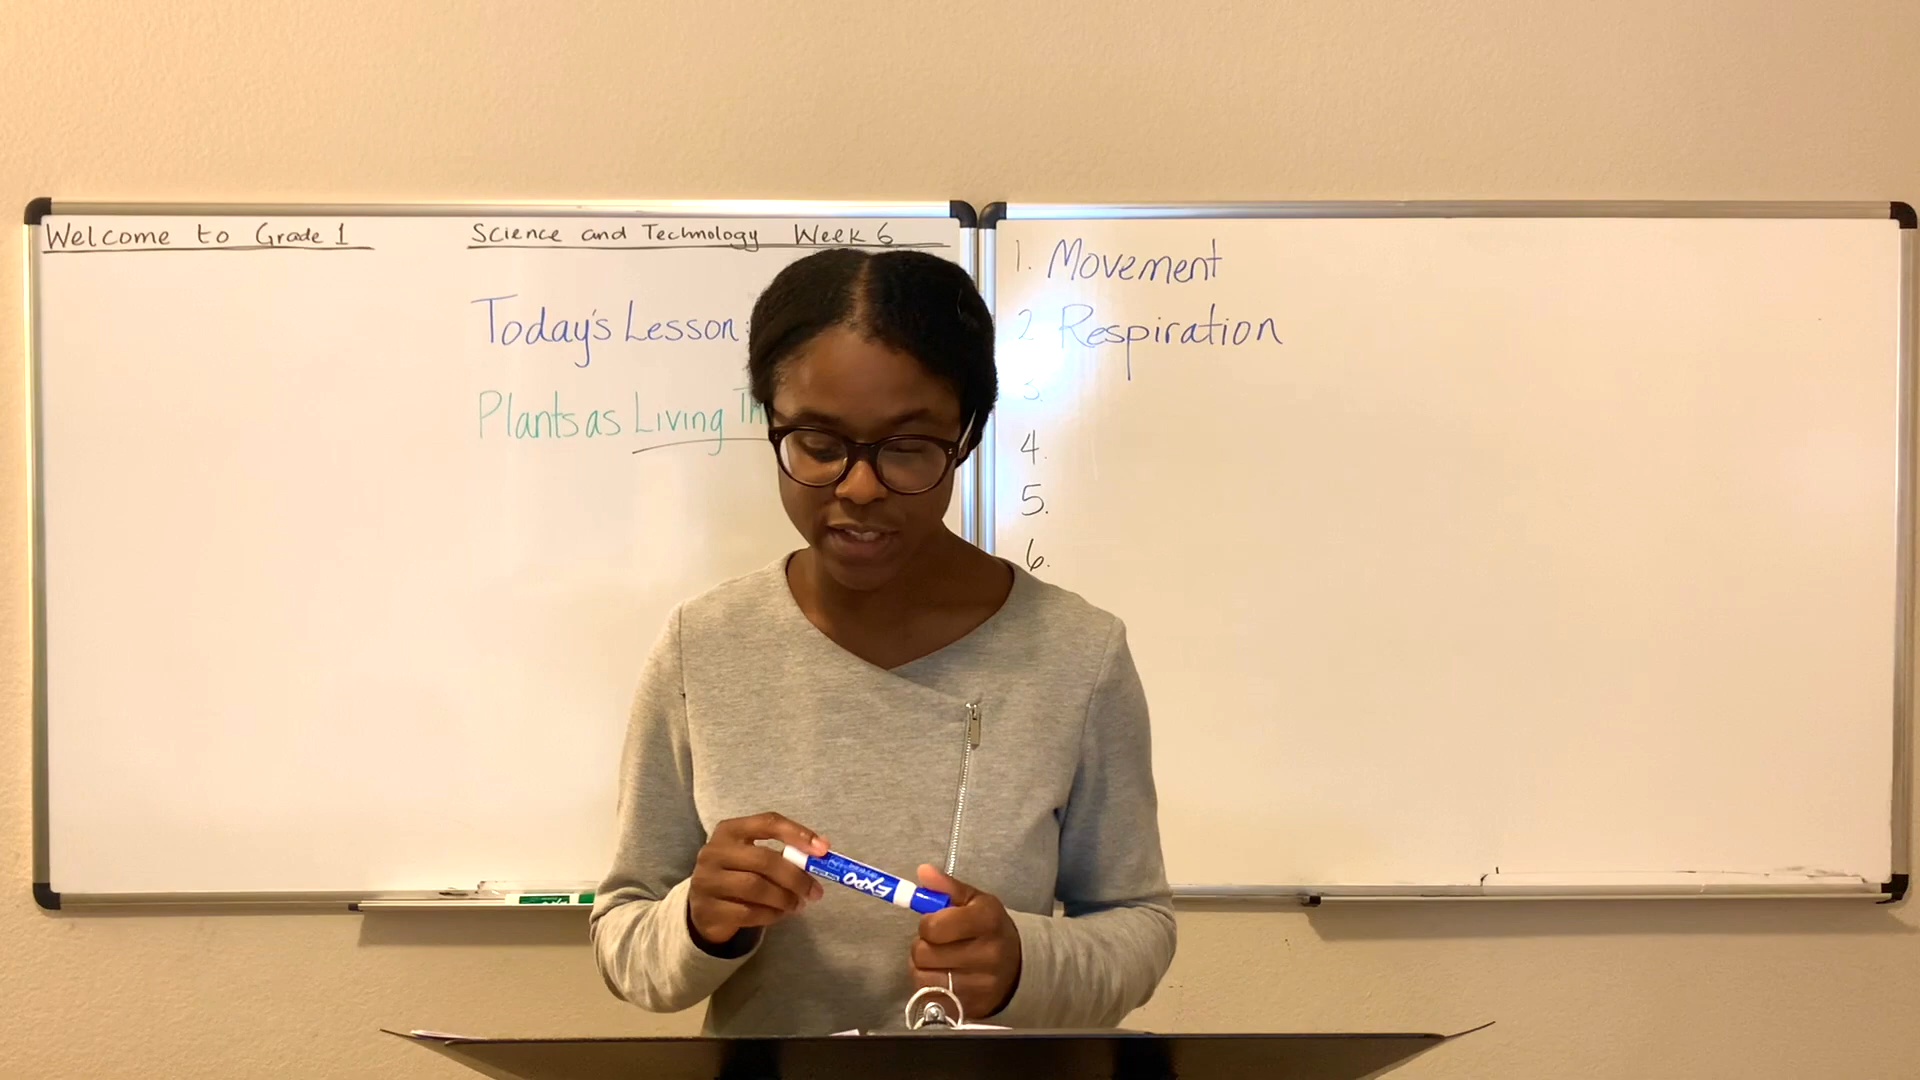 Welcome to Grade 1
Science and Technology Week 6
Today's Lesson:
Plants as Living
1. Movement
2. Respiration
3.
4.
5.
6.
EXPO